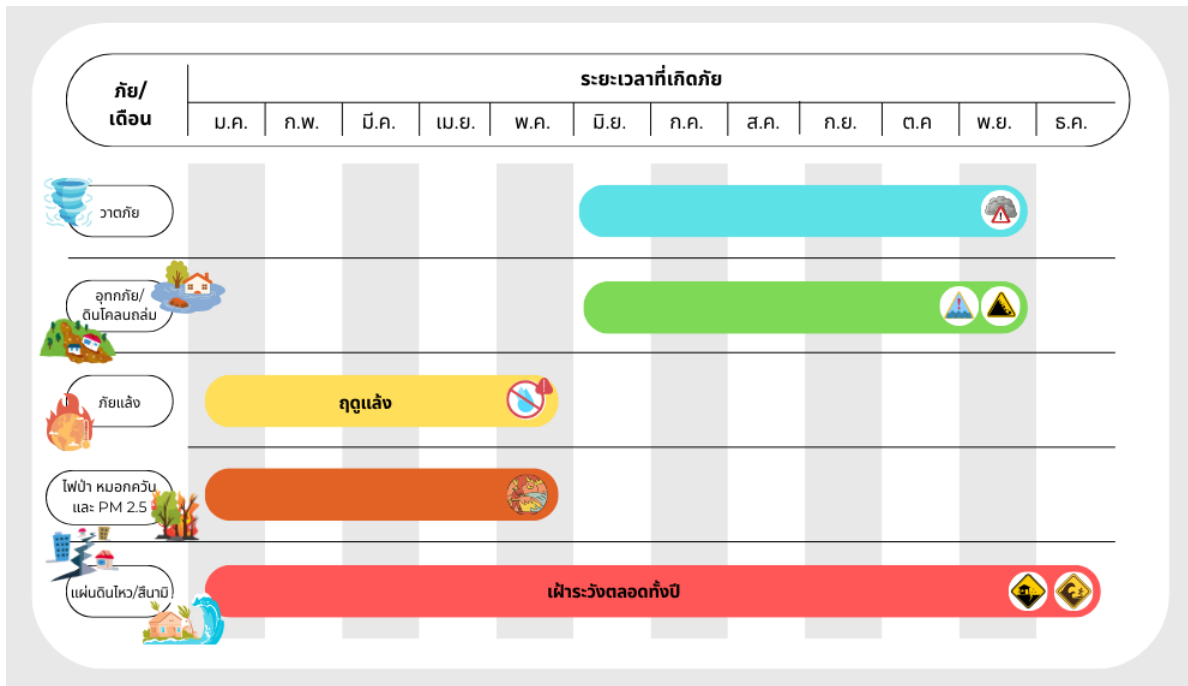 ภัย/
เดือน
ระยะเวลาที่เกิดภัย
ม.ค. ก.พ. มี.ค. เม.ย. พ.ค. มิ.ย. ก.ค. ส.ค. ก.ย. ต.ค พ.ย. ธ.ค.
วาตภัย
อุทกภัย/
ดินโคลนถล่ม
ภัยแล้ง
ฤดูแล้ง
ไฟป่า หมอกควัน
และ PM 2.5
แผ่นดินไหว/สึนามิ
เฝ้าระวังตลอดทั้งปี